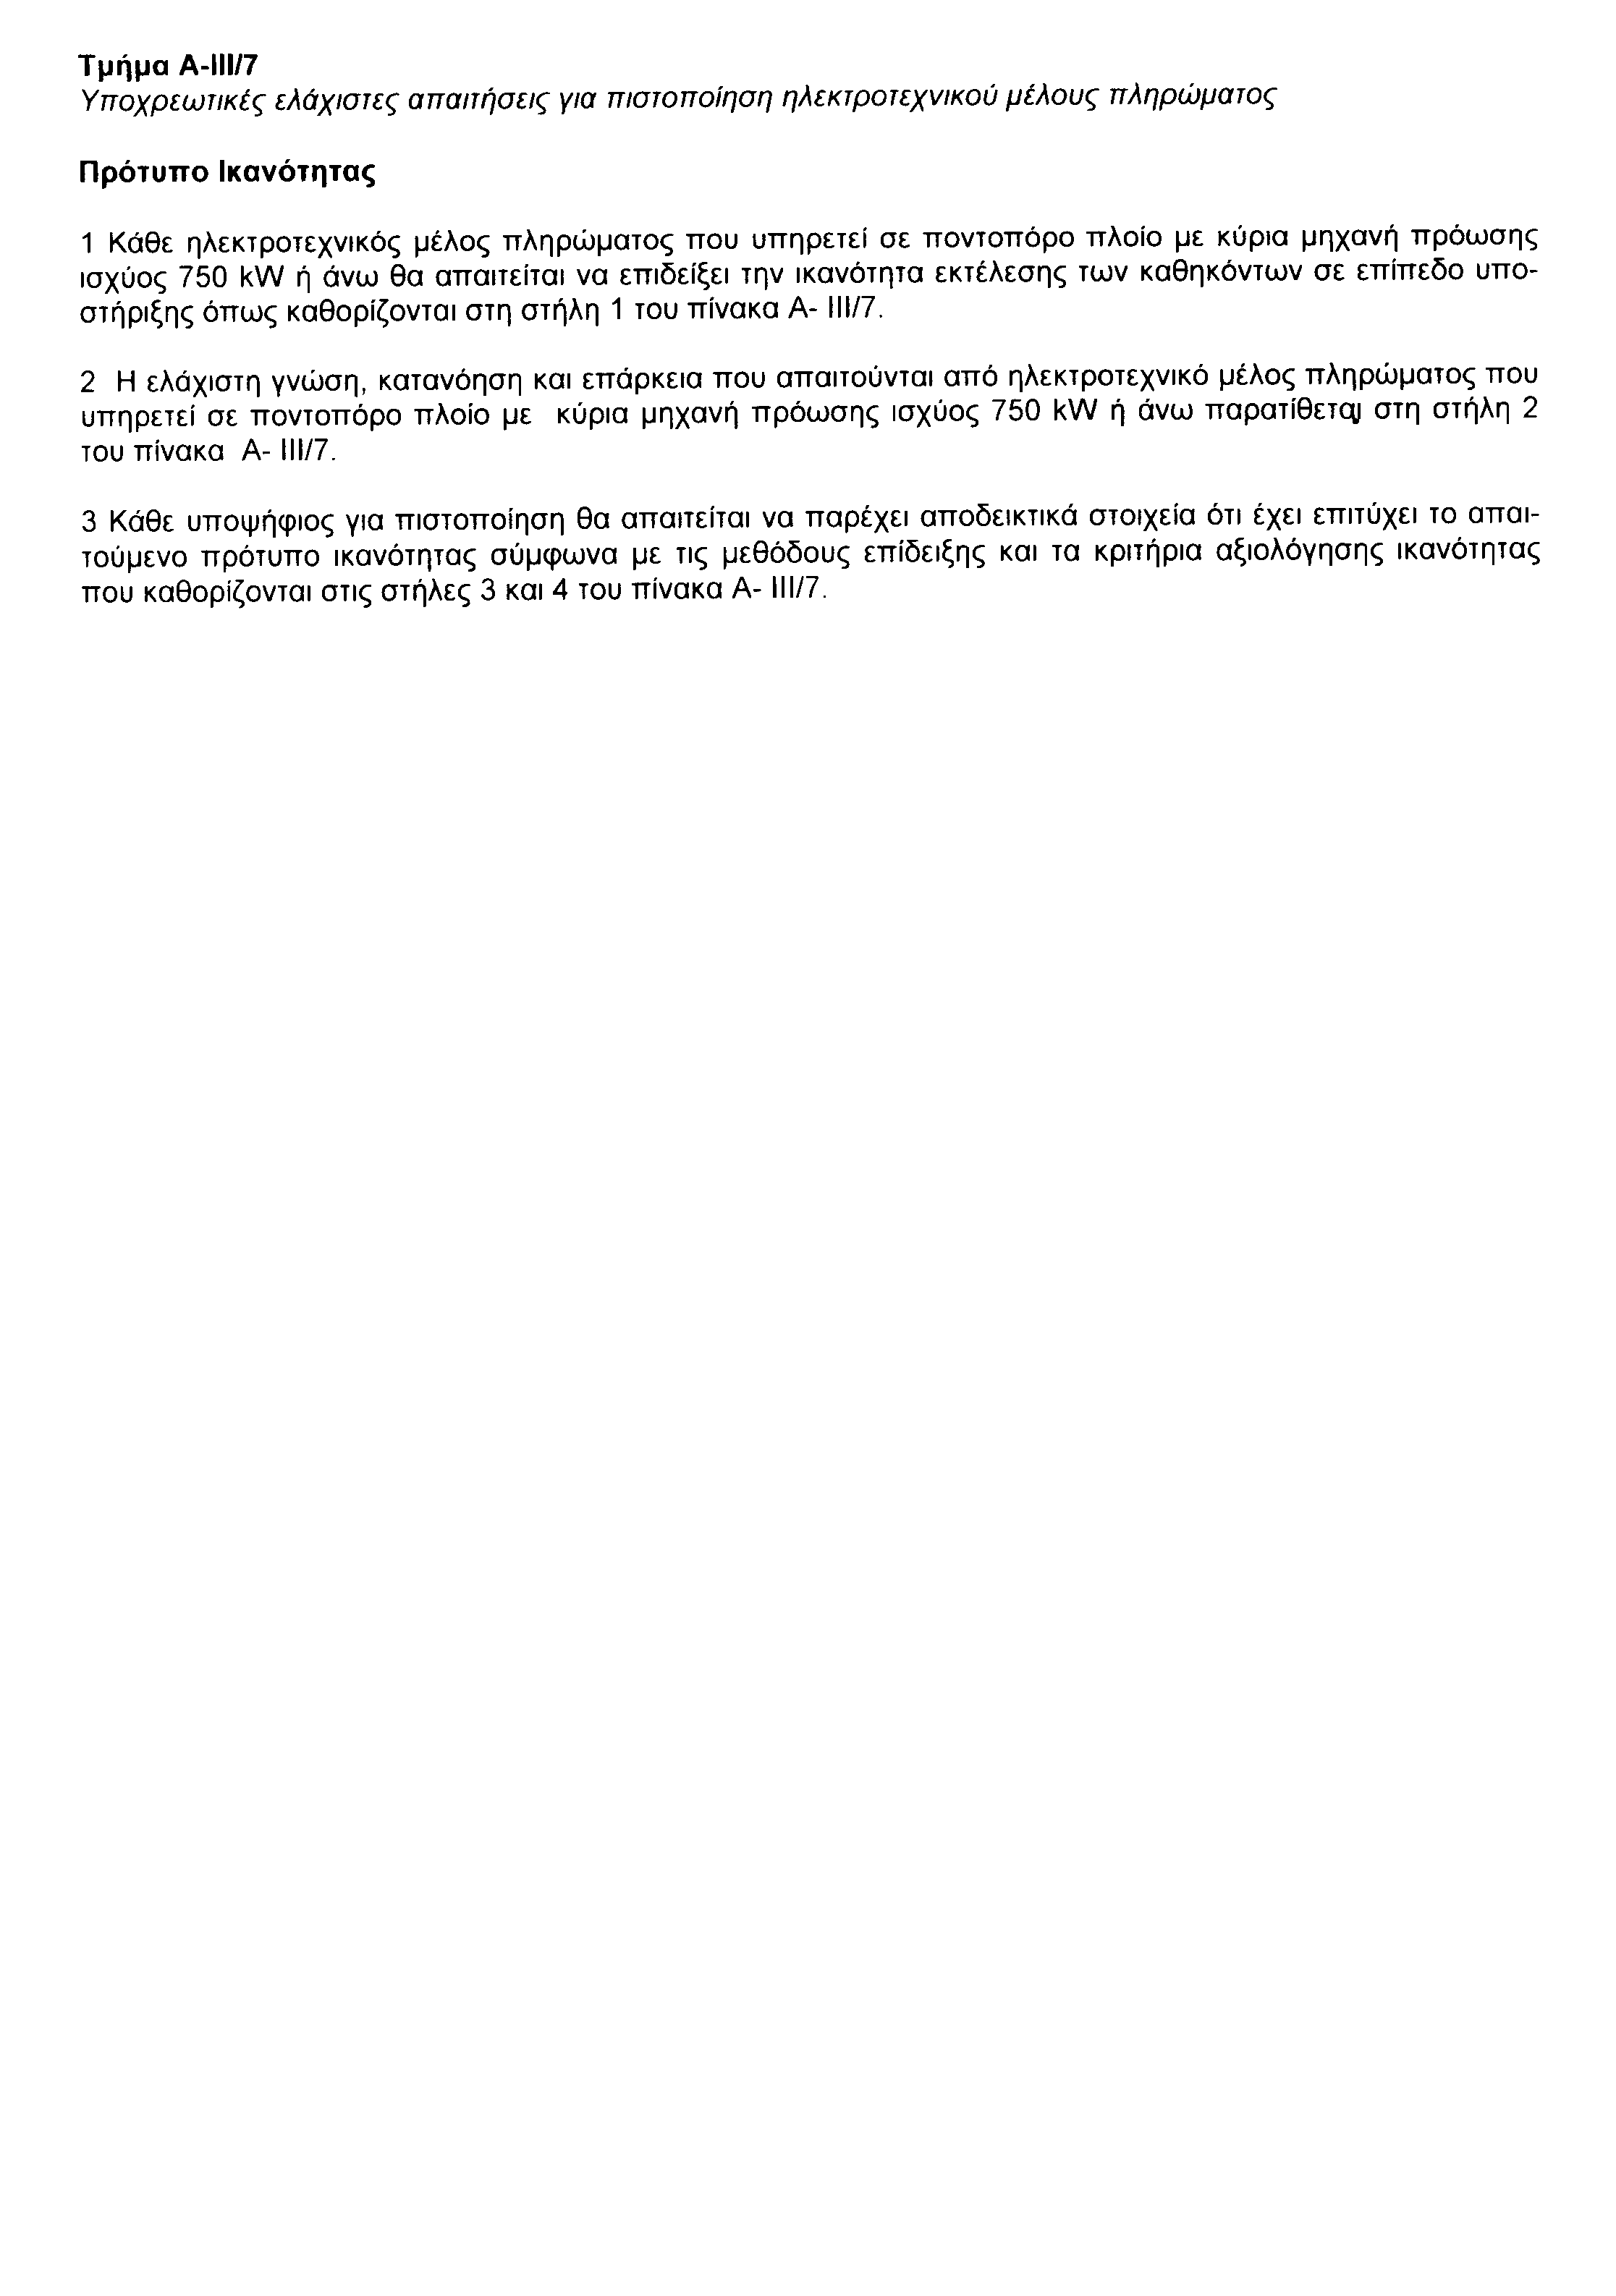 Τμήμα Α-ΙΙΙ/7
Υποχρεωτικές ελάχιστες απαιτήσεις για πιστοποίηση ηλεκτροτεχνικού μέλους πληρώματος
Πρότυπο Ικανότητας
1 Κάθε ηλεκτροτεχνικός μέλος πληρώματος που υπηρετεί σε ποντοπόρο πλοίο με κύρια μηχανή πρόωσης
ισχύος 750 kW ή άνω θα απαιτείται να επιδείξει την ικανότητα εκτέλεσης των καθηκόντων σε επίπεδο υπο-
στήριξης όπως καθορίζονται στη στήλη 1 του πίνακα Α- ΙΙΙ/7.
2 Η ελάχιστη γνώση, κατανόηση και επάρκεια που απαιτούνται από ηλεκτροτεχνικό μέλος πληρώματος που
υπηρετεί σε ποντοπόρο πλοίο με κύρια μηχανή πρόωσης ισχύος 750 kW ή άνω παρατίθεται στη στήλη 2
του πίνακα Α- ΙΙΙ/7.
3 Κάθε υποψήφιος για πιστοποίηση θα απαιτείται να παρέχει αποδεικτικά στοιχεία ότι έχει επιτύχει το απαι-
τούμενο πρότυπο ικανότητας σύμφωνα με τις μεθόδους επίδειξης και τα κριτήρια αξιολόγησης ικανότητας
που καθορίζονται στις στήλες 3 και 4 του πίνακα Α- ΙΙΙ/7.